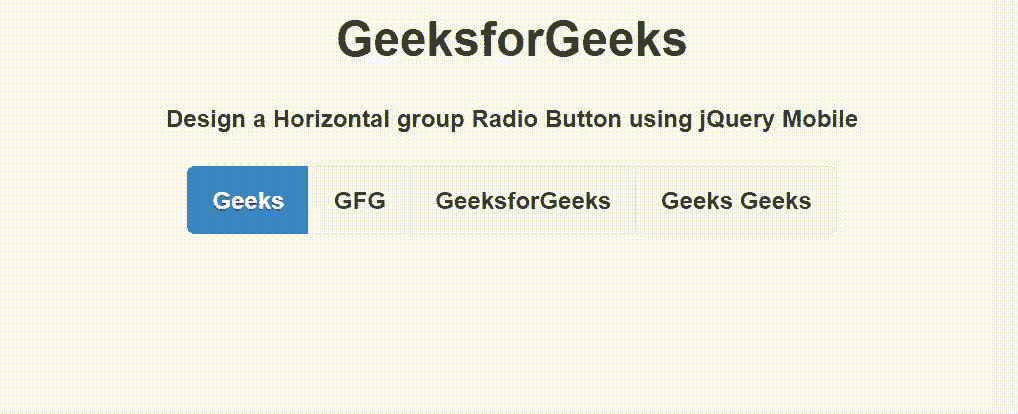 GeeksforGeeks
Design a Horizontal group Radio Button using jQuery Mobile
Geeks GFG GeeksforGeeks Geeks Geeks